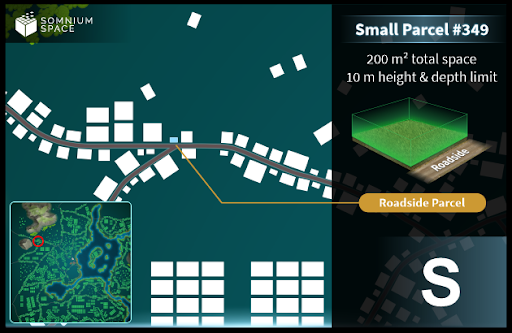 SOMNIUM
SPACE
Small Parcel #349
200 m² total space
10 m height & depth limit
Roadside
Roadside Parcel
S